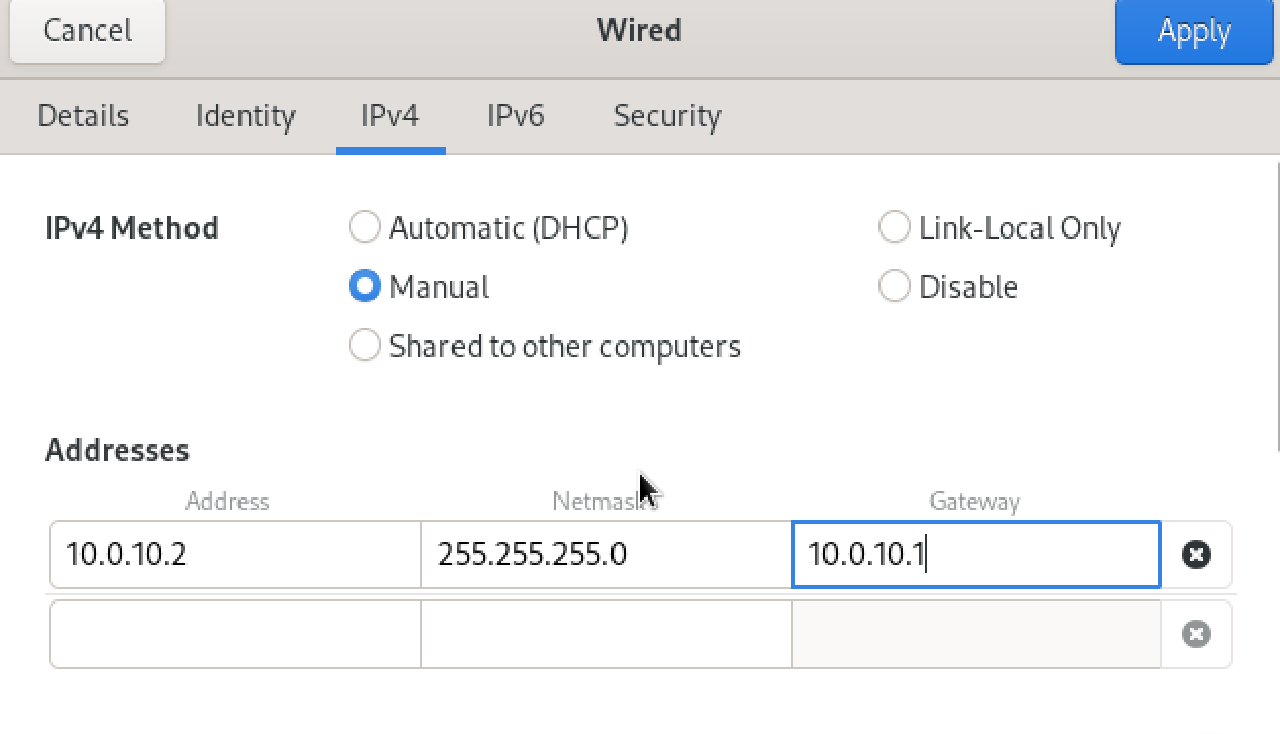 Cancel Wired Apply
Details Identity IPv4 IPv6 Security
IPv4 Method Automatic (DHCP) Link-Local Only
Manual Disable
Shared to other computers
Addresses
Address Netmask Gateway
10.0.10.2 255.255.255.0 10.0.10.1